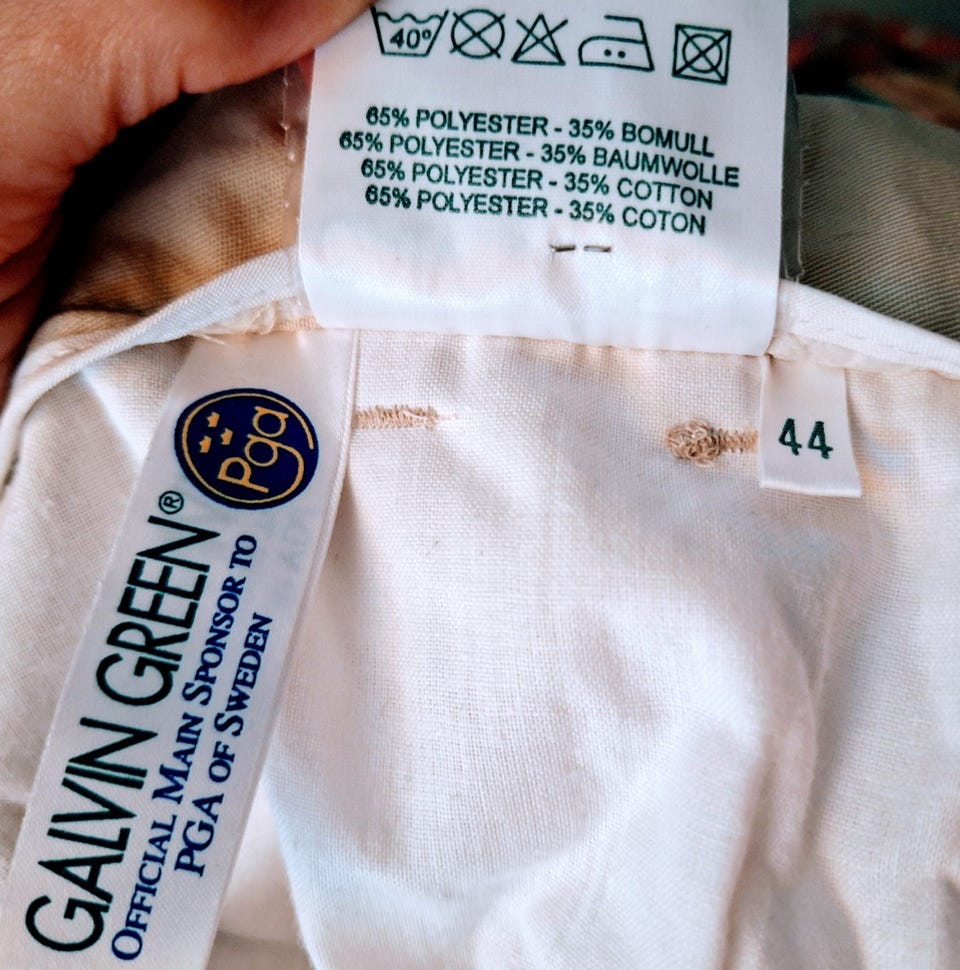 40°
65% POLYESTER - 35% BOMULL
65% POLYESTER - 35% BAUMWOLLE
65% POLYESTER - 35% COTTON
65% POLYESTER - 35% COTON
44
Pga
GALVIN GREEN®
OFFICIAL MAIN SPONSOR TO
PGA OF SWEDEN